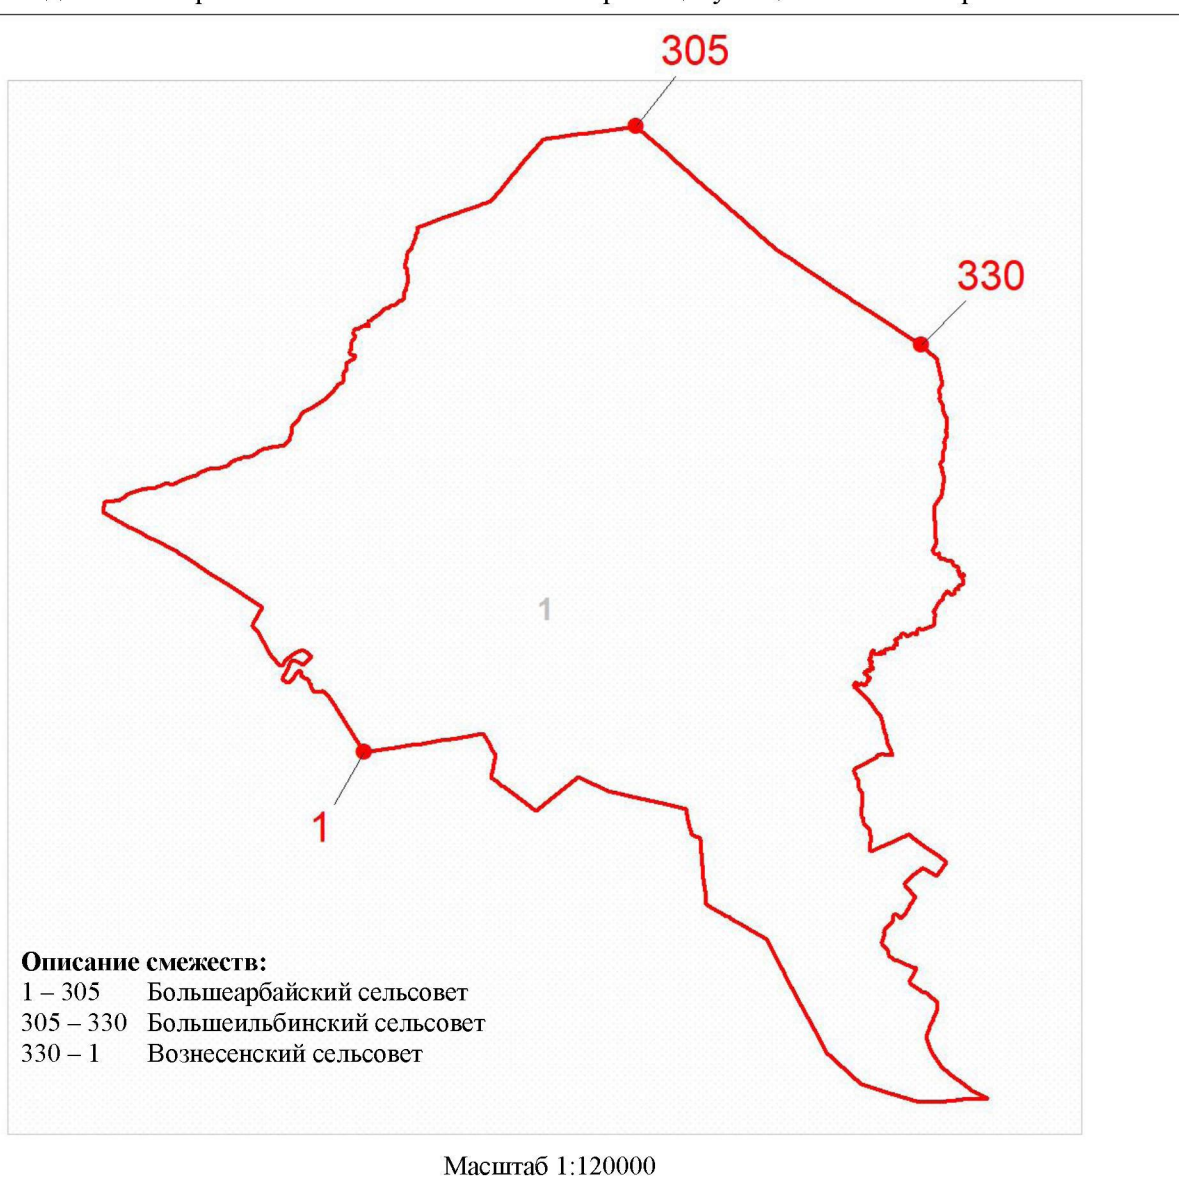 305
330
1
1
Описание смежеств:
1 – 305 Большеарбайский сельсовет
305 – 330 Большеильбинский сельсовет
330 – 1 Вознесенский сельсовет
Масштаб 1:120000